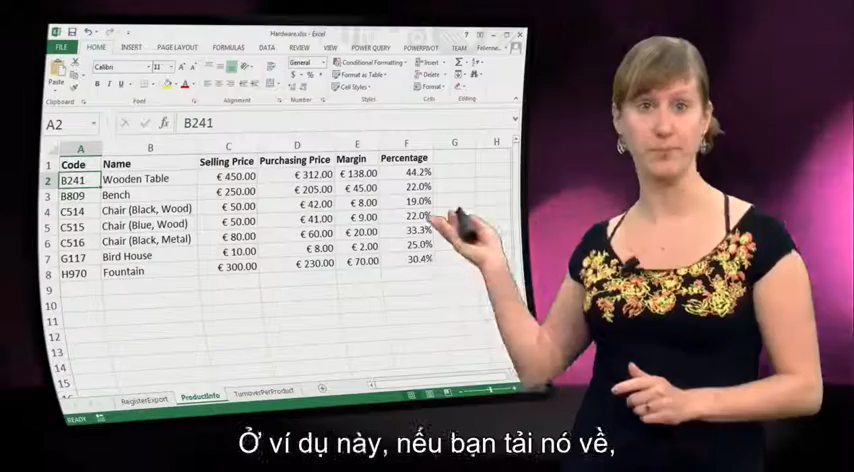 Hardware.xlsx - Excel
FILE HOME INSERT PAGE LAYOUT FORMULAS DATA REVIEW VIEW POWER QUERY POWERPIVOT TEAM
Calibri 11 General Conditional Formatting Insert
Paste B I U $ % Format as Table Delete
Cell Styles Format
Clipboard Font Alignment Number Styles Cells Editing
A2 fx B241
A B C D E F G H
1 Code Name Selling Price Purchasing Price Margin Percentage
2 B241 Wooden Table € 450.00 € 312.00 € 138.00 44.2%
3 B809 Bench € 250.00 € 205.00 € 45.00 22.0%
4 C514 Chair (Black, Wood) € 50.00 € 42.00 € 8.00 19.0%
5 C515 Chair (Blue, Wood) € 50.00 € 41.00 € 9.00 22.0%
6 C516 Chair (Black, Metal) € 80.00 € 60.00 € 20.00 33.3%
7 G117 Bird House € 10.00 € 8.00 € 2.00 25.0%
8 H970 Fountain € 300.00 € 230.00 € 70.00 30.4%
9
10
11
12
13
14
15
RegisterExport ProductInfo TurnoverPerProduct
READY
Ở ví dụ này, nếu bạn tải nó về,